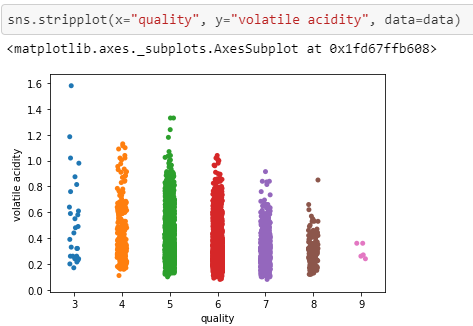 sns.stripplot(x="quality", y="volatile acidity", data=data)
<matplotlib.axes._subplots.AxesSubplot at 0x1fd67ffb608>
1.6
1.4
1.2
1.0
0.8
0.6
0.4
0.2
0.0
volatile acidity
3 4 5 6 7 8 9
quality